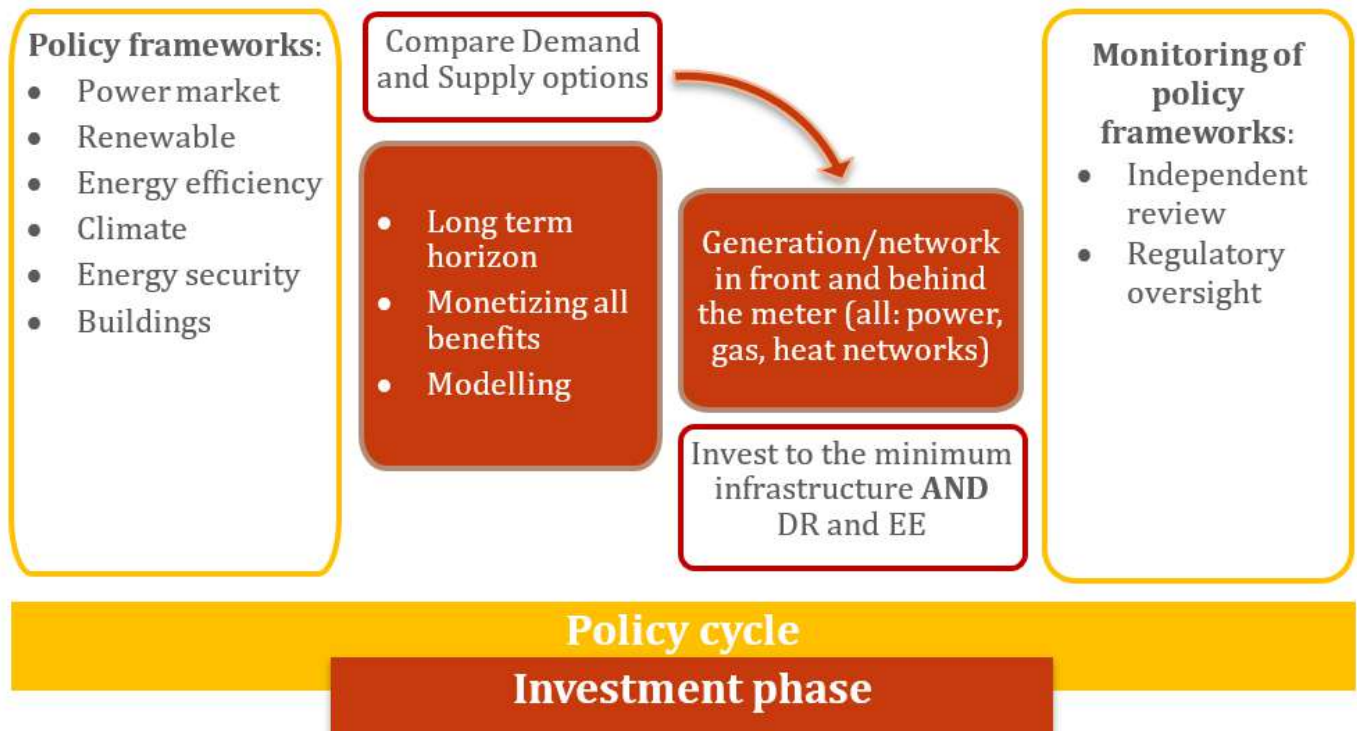 Policy frameworks:
• Power market
• Renewable
• Energy efficiency
• Climate
• Energy security
• Buildings
Compare Demand
and Supply options
• Long term
horizon
• Monetizing all
benefits
• Modelling
Generation/network
in front and behind
the meter (all: power,
gas, heat networks)
Invest to the minimum
infrastructure AND
DR and EE
Monitoring of
policy
frameworks:
• Independent
review
• Regulatory
oversight
Policy cycle
Investment phase